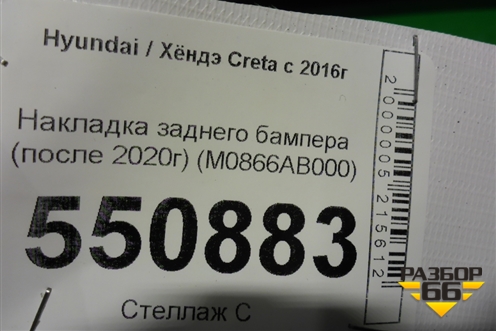 Hyundai / Хёндэ Creta с 2016г
Накладка заднего бампера
(после 2020г) (M0866AB000)
550883
Стеллаж С
2000005215612
РАЗБОР
66